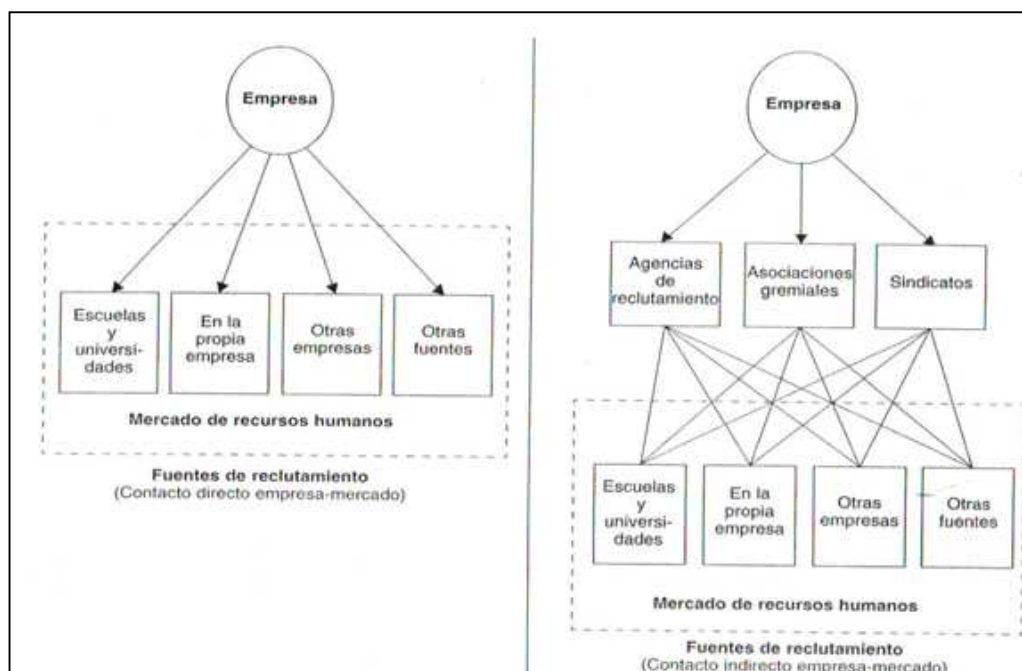 Empresa
Escuelas
y
universi-
dades
En la
propia
empresa
Otras
empresas
Otras
fuentes
Mercado de recursos humanos
Fuentes de reclutamiento
(Contacto directo empresa-mercado)
Empresa
Agencias
de
reclutamiento
Asociaciones
gremiales
Sindicatos
Escuelas
y
universi-
dades
En la
propia
empresa
Otras
empresas
Otras
fuentes
Mercado de recursos humanos
Fuentes de reclutamiento
(Contacto indirecto empresa-mercado)